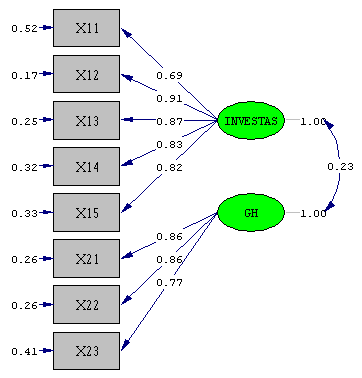 0.52 X11
0.69
0.17 X12
0.91
0.25 X13 0.87 INVESTAS 1.00
0.83
0.32 X14
0.82
0.23
0.33 X15
GH 1.00
0.86
0.26 X21
0.86
0.77
0.26 X22
0.41 X23